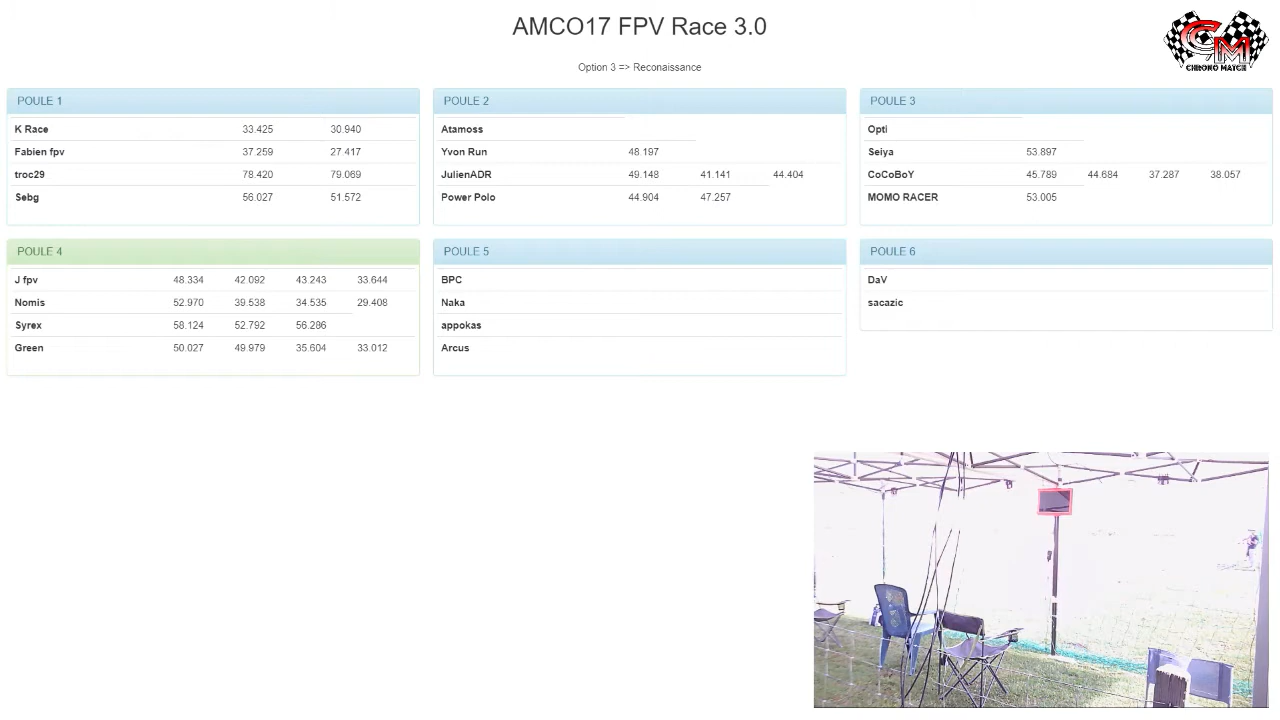 AMCO17 FPV Race 3.0
CM
CHRONO MATCH
Option 3 => Reconaissance
POULE 1
K Race 33.425 30.940
Fabien fpv 37.259 27.417
troc29 78.420 79.069
Sebg 56.027 51.572
POULE 2
Atamoss
Yvon Run 48.197
JulienADR 49.148 41.141 44.404
Power Polo 44.904 47.257
POULE 3
Opti
Seiya 53.897
CoCoBoY 45.789 44.684 37.287 38.057
MOMO RACER 53.005
POULE 4
J fpv 48.334 42.092 43.243 33.644
Nomis 52.970 39.538 34.535 29.408
Syrex 58.124 52.792 56.286
Green 50.027 49.979 35.604 33.012
POULE 5
BPC
Naka
appokas
Arcus
POULE 6
DaV
sacazic